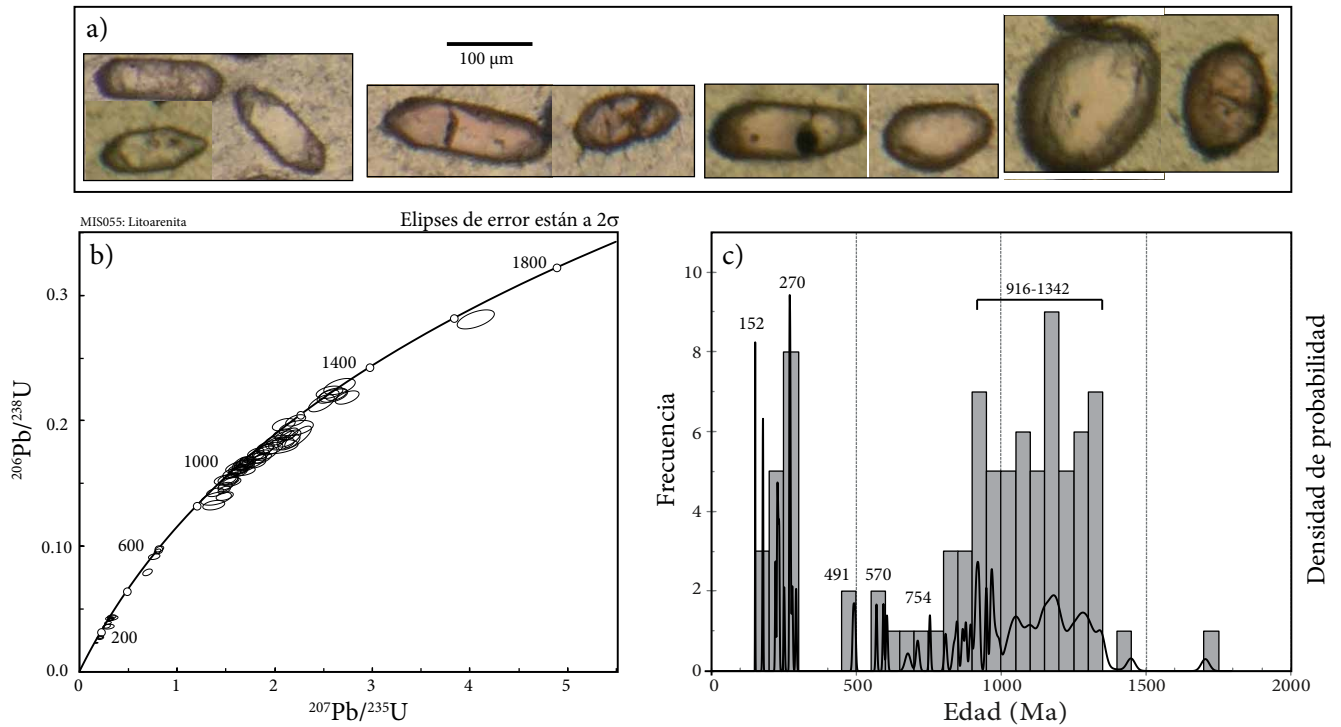 a)
100 μm
MIS055: Litoarenita
Elipses de error están a 2σ
b)
1800
1400
1000
600
200
0.3
0.2
0.10
0.0
0 1 2 3 4 5
206Pb/238U
207Pb/235U
c)
270
152
916-1342
491
570
754
10
8
6
4
2
0
0 500 1000 1500 2000
Frecuencia
Densidad de probabilidad
Edad (Ma)